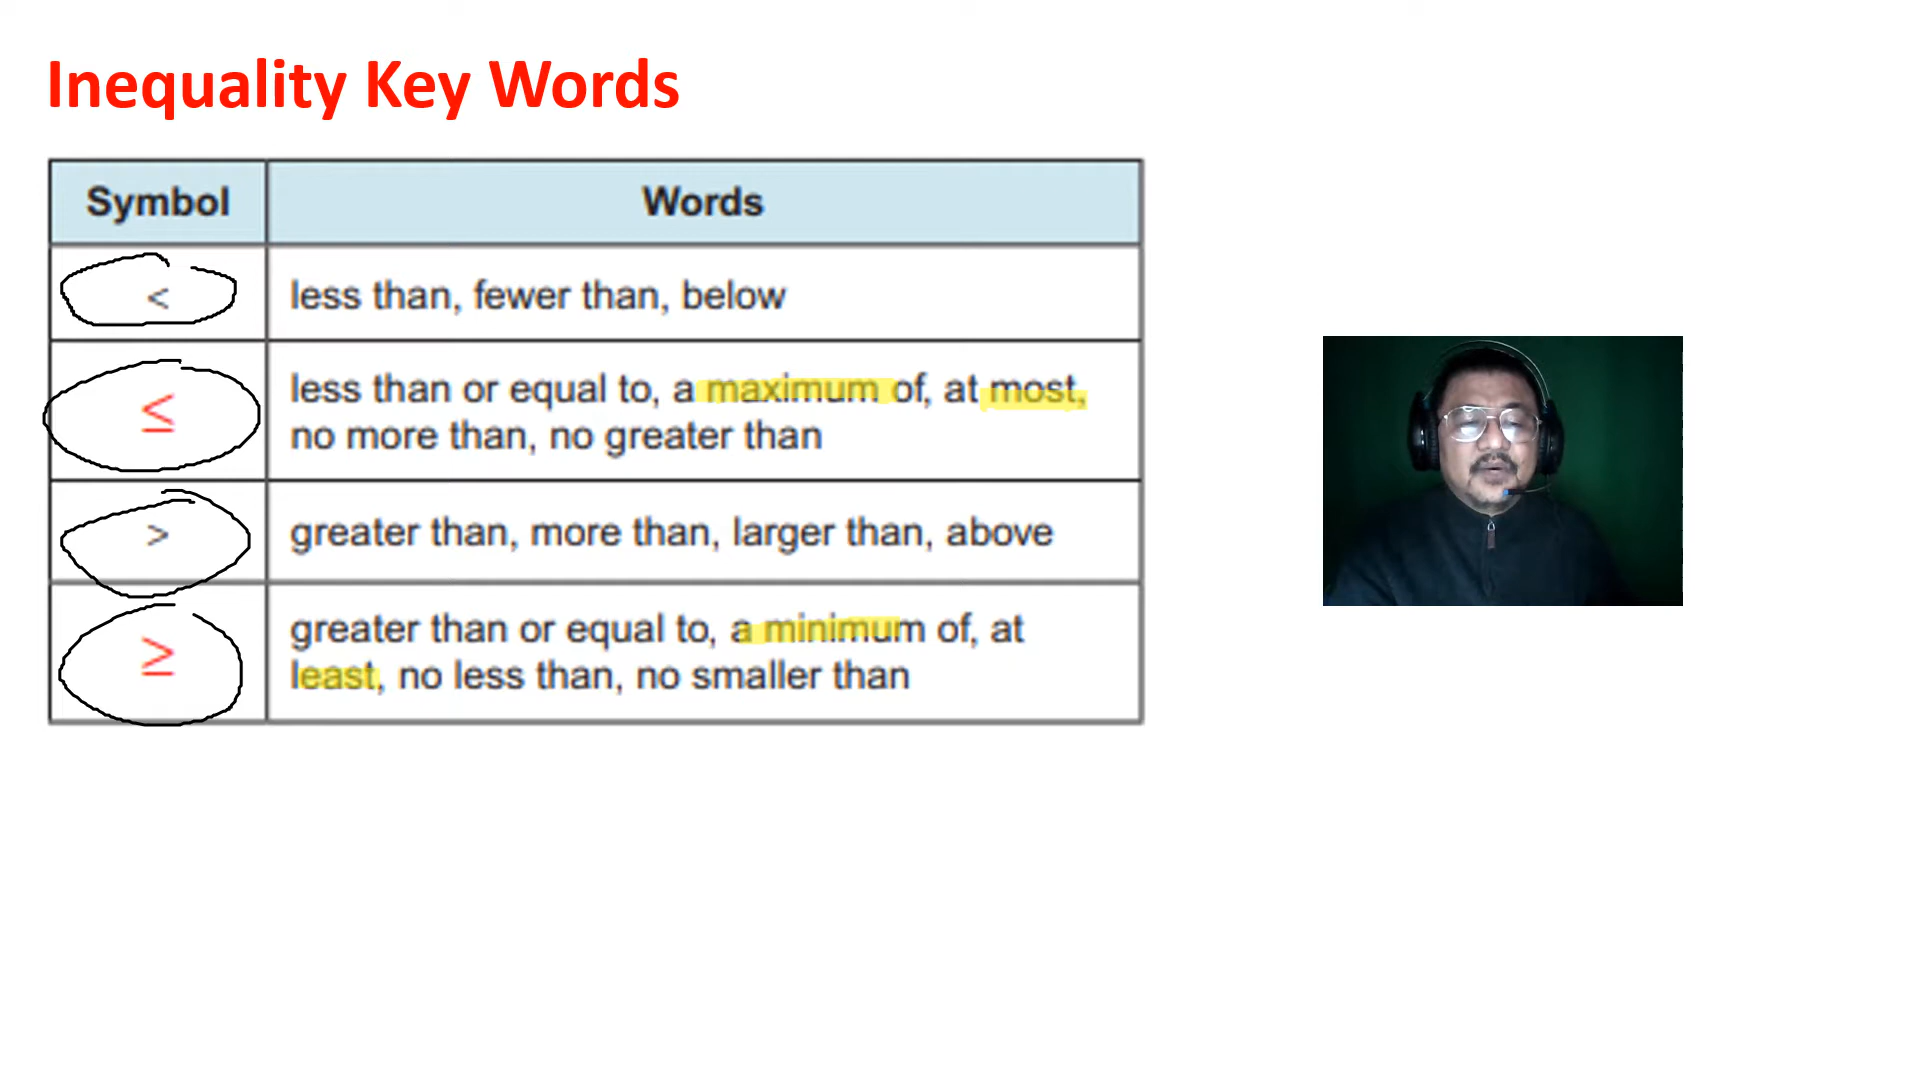 Inequality Key Words
Symbol Words
< less than, fewer than, below
≤ less than or equal to, a maximum of, at most,
no more than, no greater than
> greater than, more than, larger than, above
≥ greater than or equal to, a minimum of, at
least, no less than, no smaller than